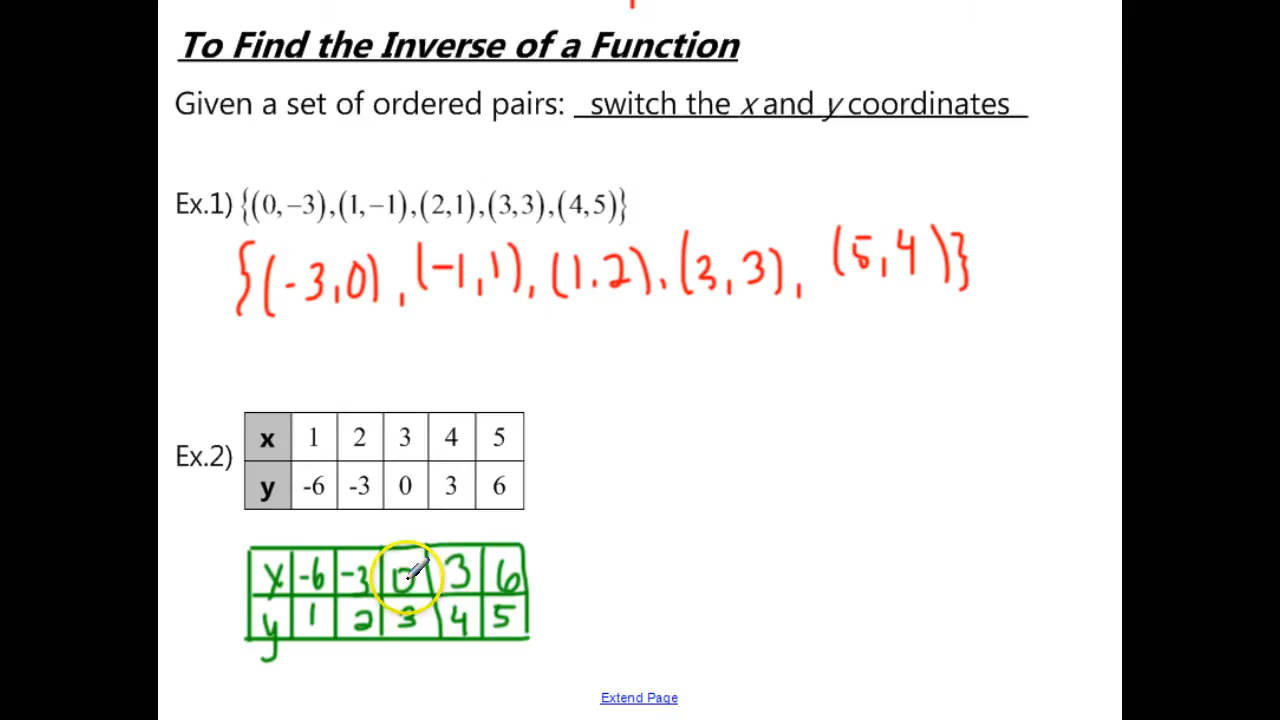 To Find the Inverse of a Function
Given a set of ordered pairs: switch the x and y coordinates
Ex.1) {(0,−3),(1,−1),(2,1),(3,3),(4,5)}
{(-3,0), (-1,1), (1.2), (3,3), (5,4)}
Ex.2)
x 1 2 3 4 5
y -6 -3 0 3 6
x -6 -3 0 3 6
y 1 2 3 4 5
Extend Page